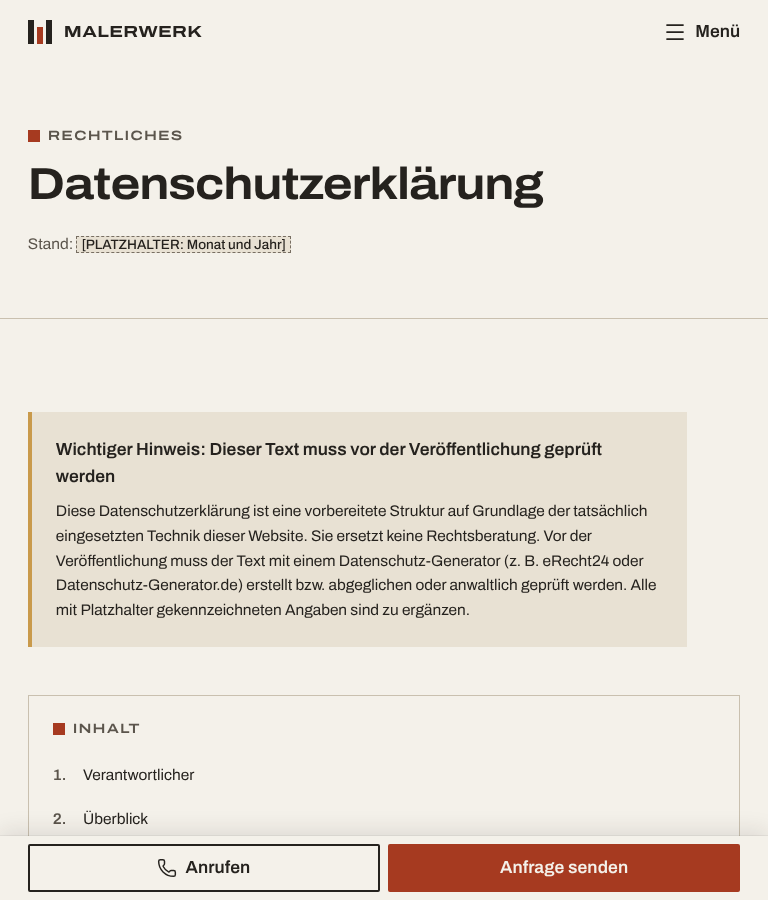 MALERWERK
Menü
RECHTLICHES
Datenschutzerklärung
Stand: [PLATZHALTER: Monat und Jahr]
Wichtiger Hinweis: Dieser Text muss vor der Veröffentlichung geprüft
werden
Diese Datenschutzerklärung ist eine vorbereitete Struktur auf Grundlage der tatsächlich
eingesetzten Technik dieser Website. Sie ersetzt keine Rechtsberatung. Vor der
Veröffentlichung muss der Text mit einem Datenschutz-Generator (z. B. eRecht24 oder
Datenschutz-Generator.de) erstellt bzw. abgeglichen oder anwaltlich geprüft werden. Alle
mit Platzhalter gekennzeichneten Angaben sind zu ergänzen.
INHALT
1. Verantwortlicher
2. Überblick
Anrufen
Anfrage senden